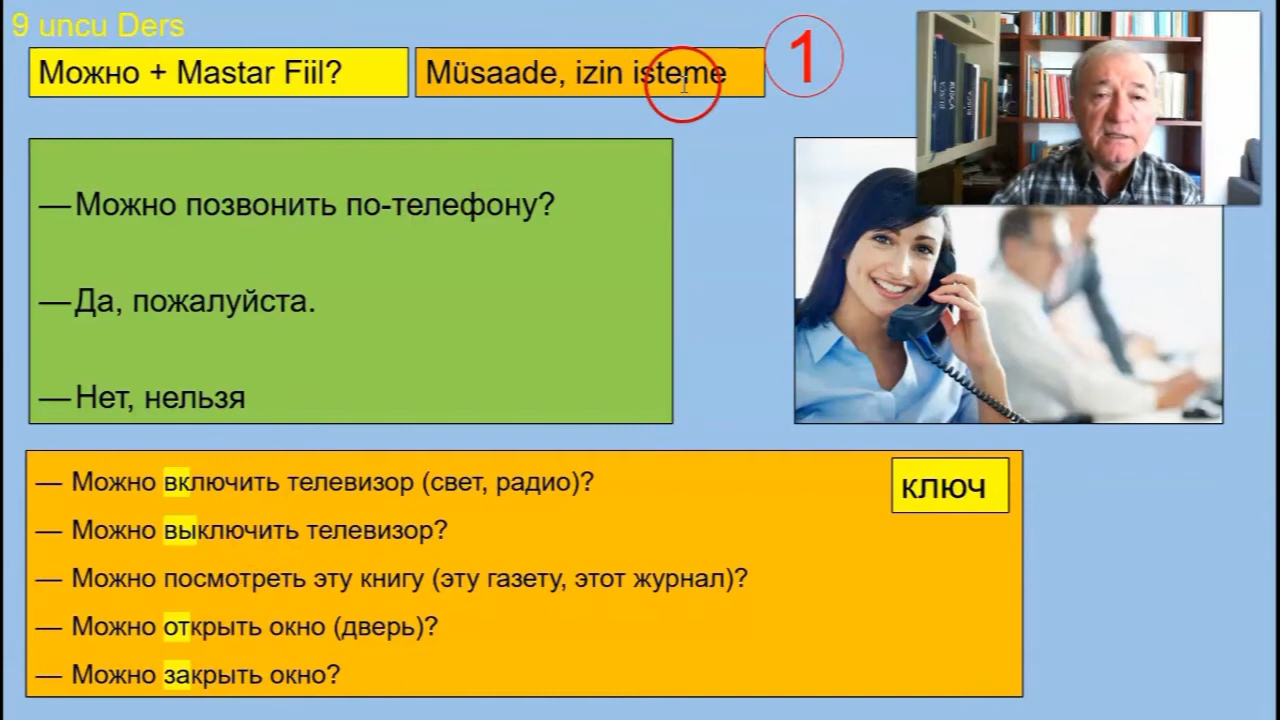 9 uncu Ders
Можно + Mastar Fiil?
Müsaade, izin isteme
1
—Можно позвонить по-телефону?
—Да, пожалуйста.
—Нет, нельзя
— Можно включить телевизор (свет, радио)?
ключ
— Можно выключить телевизор?
— Можно посмотреть эту книгу (эту газету, этот журнал)?
— Можно открыть окно (дверь)?
— Можно закрыть окно?